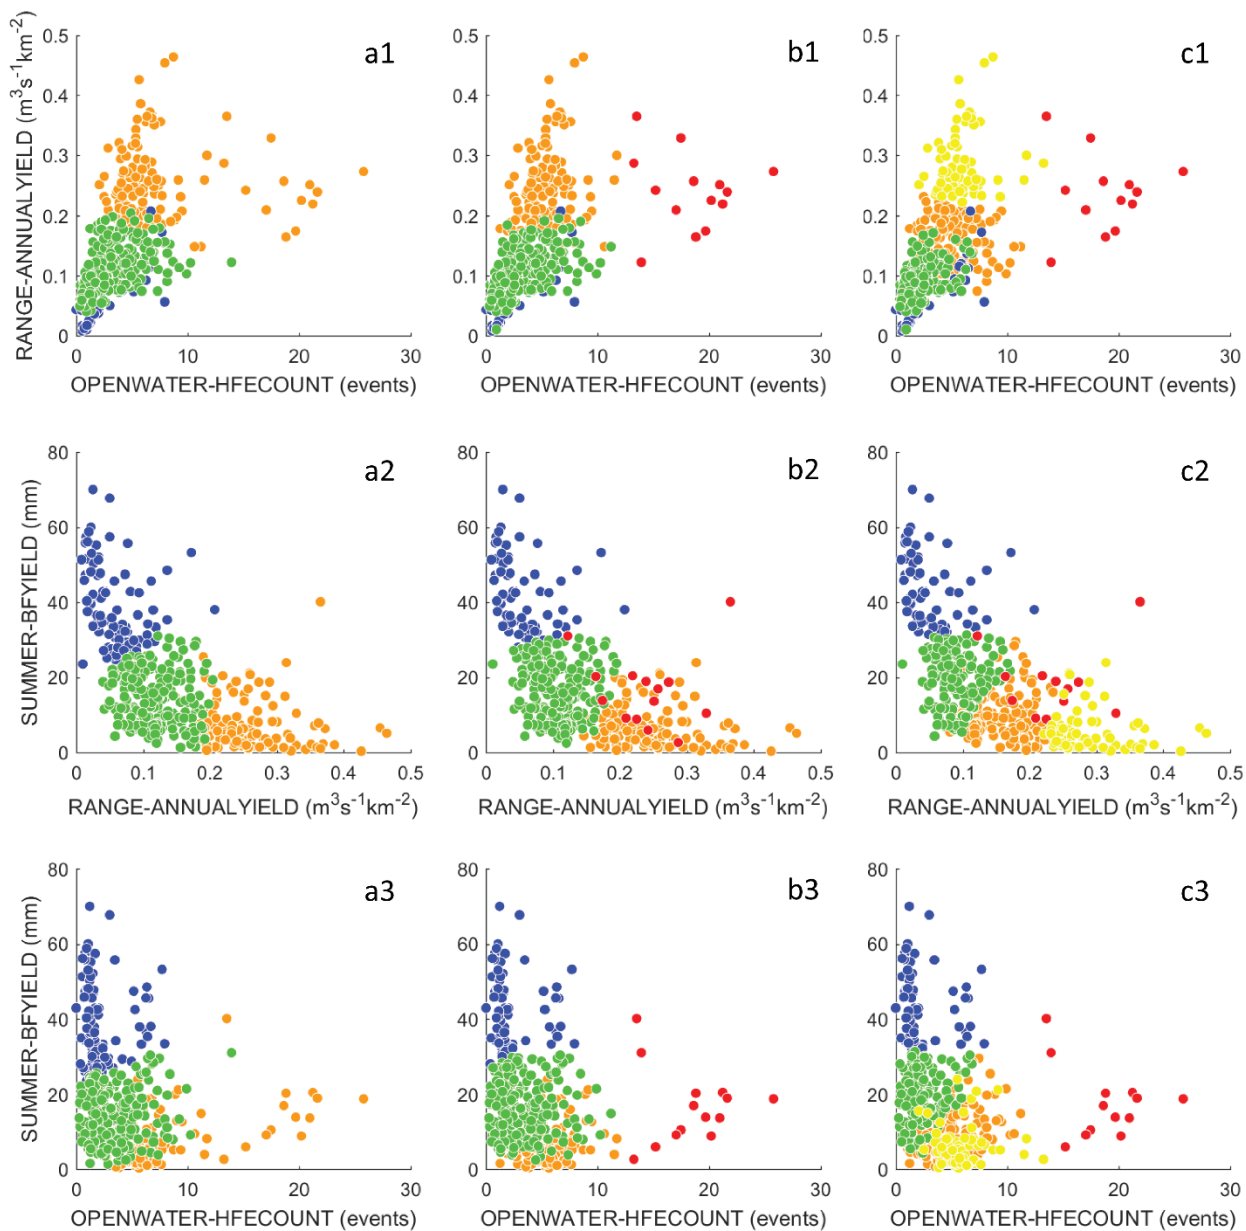 a1
b1
c1
RANGE-ANNUALYIELD (m³s⁻¹km⁻²)
0.5
0.4
0.3
0.2
0.1
0
0 10 20 30
OPENWATER-HFECOUNT (events)
0.5
0.4
0.3
0.2
0.1
0
0 10 20 30
OPENWATER-HFECOUNT (events)
0.5
0.4
0.3
0.2
0.1
0
0 10 20 30
OPENWATER-HFECOUNT (events)
a2
b2
c2
SUMMER-BFYIELD (mm)
80
60
40
20
0
0 0.1 0.2 0.3 0.4 0.5
RANGE-ANNUALYIELD (m³s⁻¹km⁻²)
80
60
40
20
0
0 0.1 0.2 0.3 0.4 0.5
RANGE-ANNUALYIELD (m³s⁻¹km⁻²)
80
60
40
20
0
0 0.1 0.2 0.3 0.4 0.5
RANGE-ANNUALYIELD (m³s⁻¹km⁻²)
a3
b3
c3
SUMMER-BFYIELD (mm)
80
60
40
20
0
0 10 20 30
OPENWATER-HFECOUNT (events)
80
60
40
20
0
0 10 20 30
OPENWATER-HFECOUNT (events)
80
60
40
20
0
0 10 20 30
OPENWATER-HFECOUNT (events)